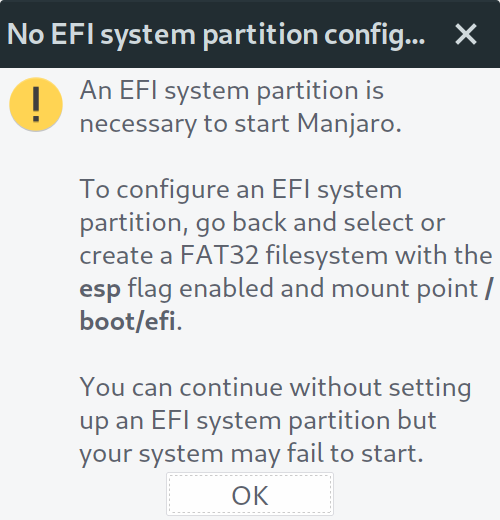 No EFI system partition config...
An EFI system partition is
necessary to start Manjaro.
To configure an EFI system
partition, go back and select or
create a FAT32 filesystem with the
esp flag enabled and mount point /
boot/efi.
You can continue without setting
up an EFI system partition but
your system may fail to start.
OK